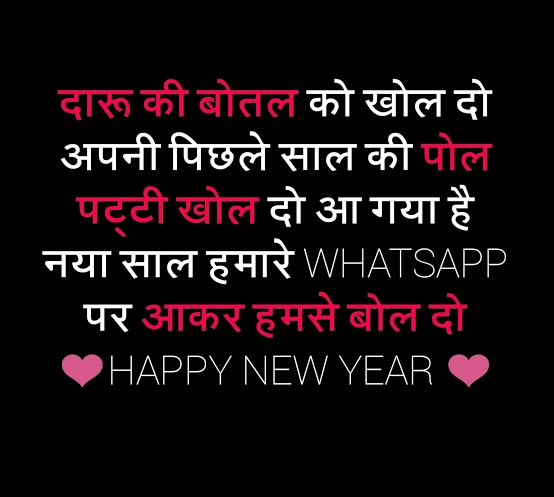 दारू की बोतल को खोल दो
अपनी पिछले साल की पोल
पट्टी खोल दो आ गया है
नया साल हमारे WHATSAPP
पर आकर हमसे बोल दो
HAPPY NEW YEAR